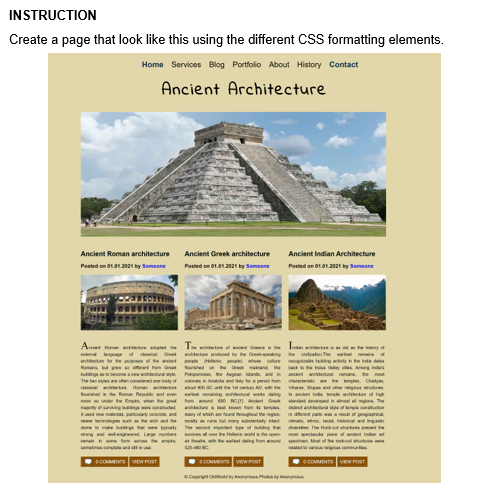 INSTRUCTION
Create a page that look like this using the different CSS formatting elements.
Home Services Blog Portfolio About History Contact
Ancient Architecture
Ancient Roman architecture
Posted on 01.01.2021 by Someone
Ancient Roman architecture adopted the
external language of classical Greek
architecture for the purposes of the ancient
Romans, but grew so different from Greek
buildings as to become a new architectural style.
The two styles are often considered one body of
classical architecture. Roman architecture
flourished in the Roman Republic and even
more so under the Empire, when the great
majority of surviving buildings were constructed.
It used new materials, particularly concrete, and
newer technologies such as the arch and the
dome to make buildings that were typically
strong and well-engineered. Large numbers
remain in some form across the empire,
sometimes complete and still in use.
0 COMMENTS VIEW POST
Ancient Greek architecture
Posted on 01.01.2021 by Someone
The architecture of ancient Greece is the
architecture produced by the Greek-speaking
people (Hellenic people) whose culture
flourished on the Greek mainland, the
Peloponnese, the Aegean Islands, and in
colonies in Anatolia and Italy for a period from
about 900 BC until the 1st century AD, with the
earliest remaining architectural works dating
from around 600 BC.[1] Ancient Greek
architecture is best known from its temples,
many of which are found throughout the region,
mostly as ruins but many substantially intact.
The second important type of building that
survives all over the Hellenic world is the open-
air theatre, with the earliest dating from around
525-480 BC.
0 COMMENTS VIEW POST
Ancient Indian Architecture
Posted on 01.01.2021 by Someone
Indian architecture is as old as the history of
the civilization.The earliest remains of
recognizable building activity in the India dates
back to the Indus Valley cities. Among India's
ancient architectural remains, the most
characteristic are the temples, Chaityas,
Viharas, Stupas and other religious structures.
In ancient India, temple architecture of high
standard developed in almost all regions. The
distinct architectural style of temple construction
in different parts was a result of geographical,
climatic, ethnic, racial, historical and linguistic
diversities. The Rock-cut structures present the
most spectacular piece of ancient Indian art
specimen. Most of the rock-cut structures were
related to various religious communities.
0 COMMENTS VIEW POST
© Copyright OldWorld by Anonymous Photos by Anonymous.